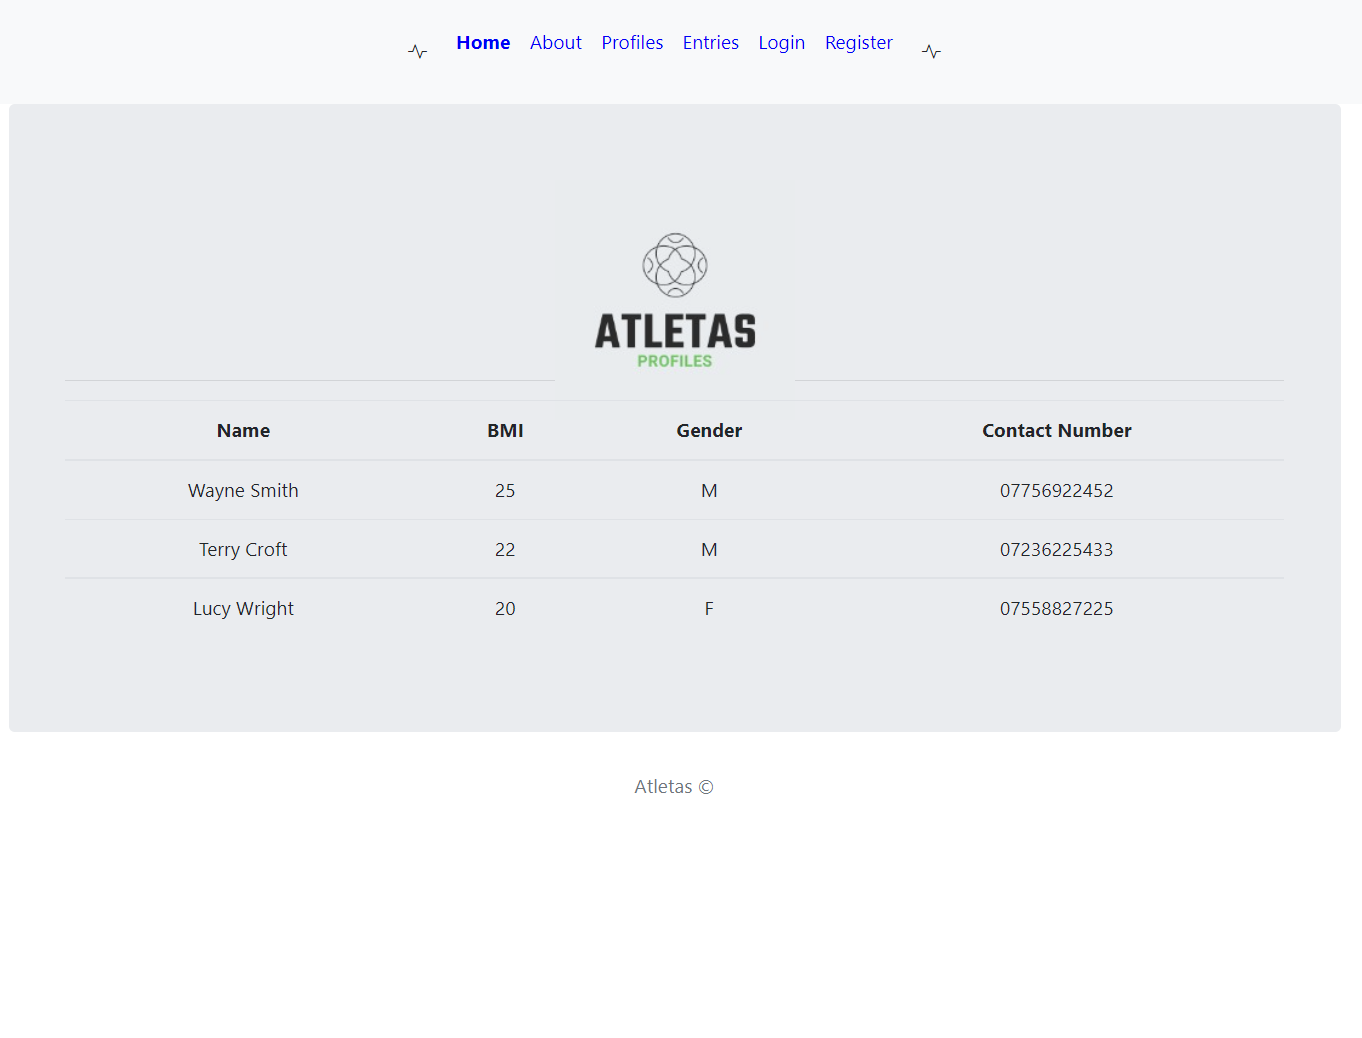 Home About Profiles Entries Login Register
ATLETAS
PROFILES
Name BMI Gender Contact Number
Wayne Smith 25 M 07756922452
Terry Croft 22 M 07236225433
Lucy Wright 20 F 07558827225
Atletas ©